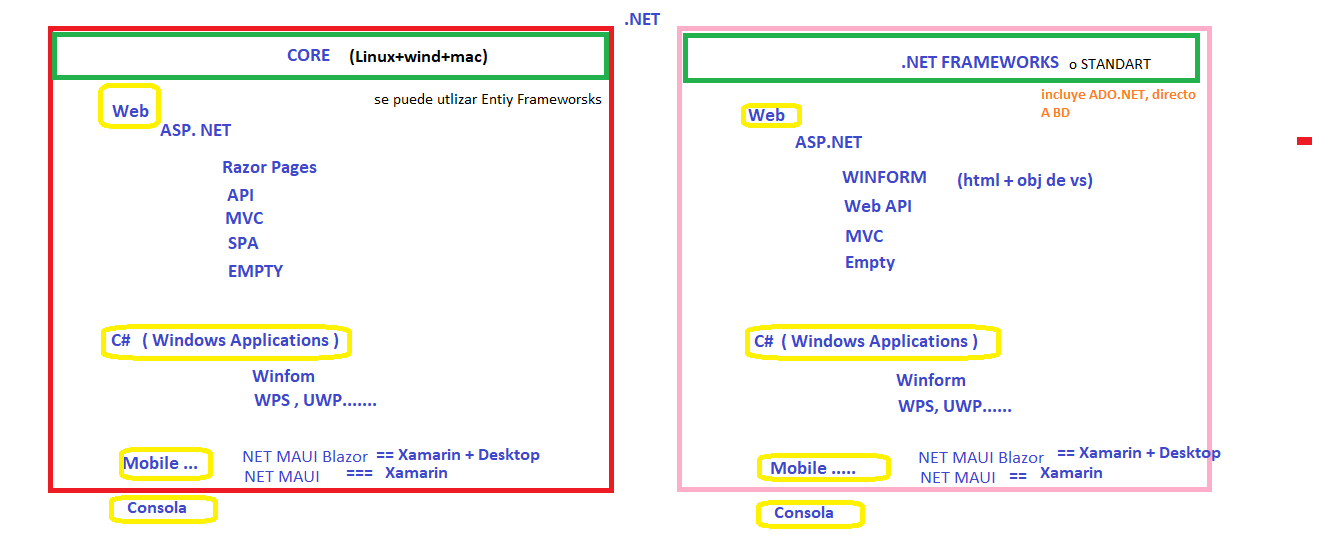 .NET
CORE (Linux+wind+mac)
se puede utlizar Entiy Frameworsks
Web
ASP. NET
Razor Pages
API
MVC
SPA
EMPTY
C# ( Windows Applications )
Winfom
WPS , UWP.......
Mobile ...
NET MAUI Blazor == Xamarin + Desktop
NET MAUI === Xamarin
Consola
.NET FRAMEWORKS o STANDART
incluye ADO.NET, directo
A BD
Web
ASP.NET
WINFORM (html + obj de vs)
Web API
MVC
Empty
C# ( Windows Applications )
Winform
WPS, UWP......
Mobile .....
NET MAUI Blazor == Xamarin + Desktop
NET MAUI == Xamarin
Consola